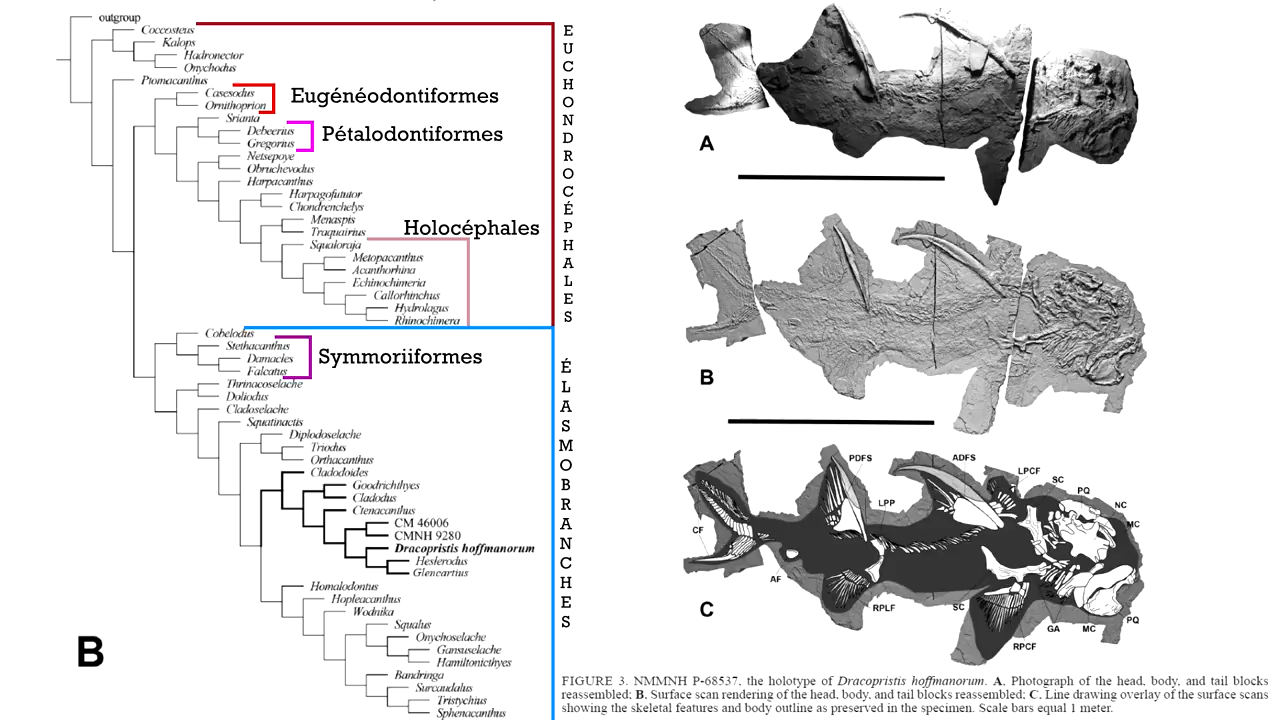 outgroup
Coccosteus
Kalops
Hadronector
Onychodus
Ptomacanthus
Casesodus
Ornithoprion
Eugénéodontiformes
Srianta
Debeerius
Gregorius
Pétalodontiformes
Netsepoye
Obruchevodus
Harpacanthus
Harpagofututor
Chondrenchelys
Menaspis
Traquairius
Holocéphales
Squaloraja
Metopacanthus
Acanthorhina
Echinochimeria
Callorhinchus
Hydrolagus
Rhinochimera
EUCHONDROCÉPHALES
Cobelodus
Stethacanthus
Damocles
Falcatus
Symmoriiformes
Thrinacoselache
Doliodus
Cladoselache
Squatinactis
Diplodoselache
Triodus
Orthacanthus
Cladodoides
Goodrichthyes
Cladodus
Ctenacanthus
CM 46006
CMNH 9280
Dracopristis hoffmanorum
Heslerodus
Glencartius
Homalodontus
Hopleacanthus
Wodnika
Squalus
Onychoselache
Gansuselache
Hamiltonicthyes
Bandringa
Surcaudalus
Tristychius
Sphenacanthus
ÉLASMOBRANCHES
B
A
B
C
PDFS
ADFS
LPCF
SC
PQ
NC
MC
LPP
CF
AF
RPLF
SC
RPCF
GA
MC
PQ
FIGURE 3. NMMNH P-68537, the holotype of Dracopristis hoffmanorum. A. Photograph of the head, body, and tail blocks
reassembled; B. Surface scan rendering of the head, body, and tail blocks reassembled; C. Line drawing overlay of the surface scans
showing the skeletal features and body outline as preserved in the specimen. Scale bars equal 1 meter.